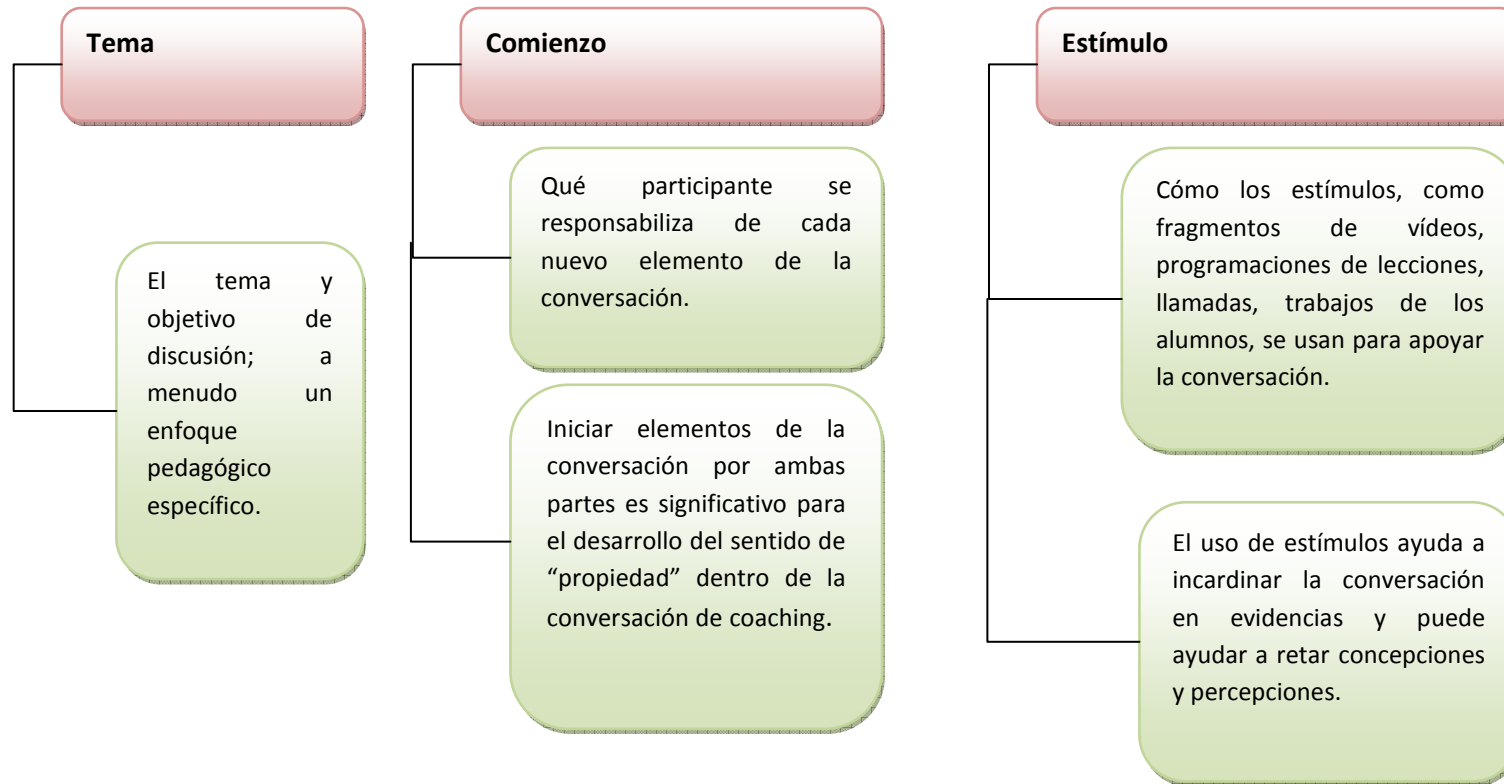 Tema
El tema y
objetivo de
discusión; a
menudo un
enfoque
pedagógico
específico.
Comienzo
Qué participante se
responsabiliza de cada
nuevo elemento de la
conversación.
Iniciar elementos de la
conversación por ambas
partes es significativo para
el desarrollo del sentido de
“propiedad” dentro de la
conversación de coaching.
Estímulo
Cómo los estímulos, como
fragmentos de vídeos,
programaciones de lecciones,
llamadas, trabajos de los
alumnos, se usan para apoyar
la conversación.
El uso de estímulos ayuda a
incardinar la conversación
en evidencias y puede
ayudar a retar concepciones
y percepciones.